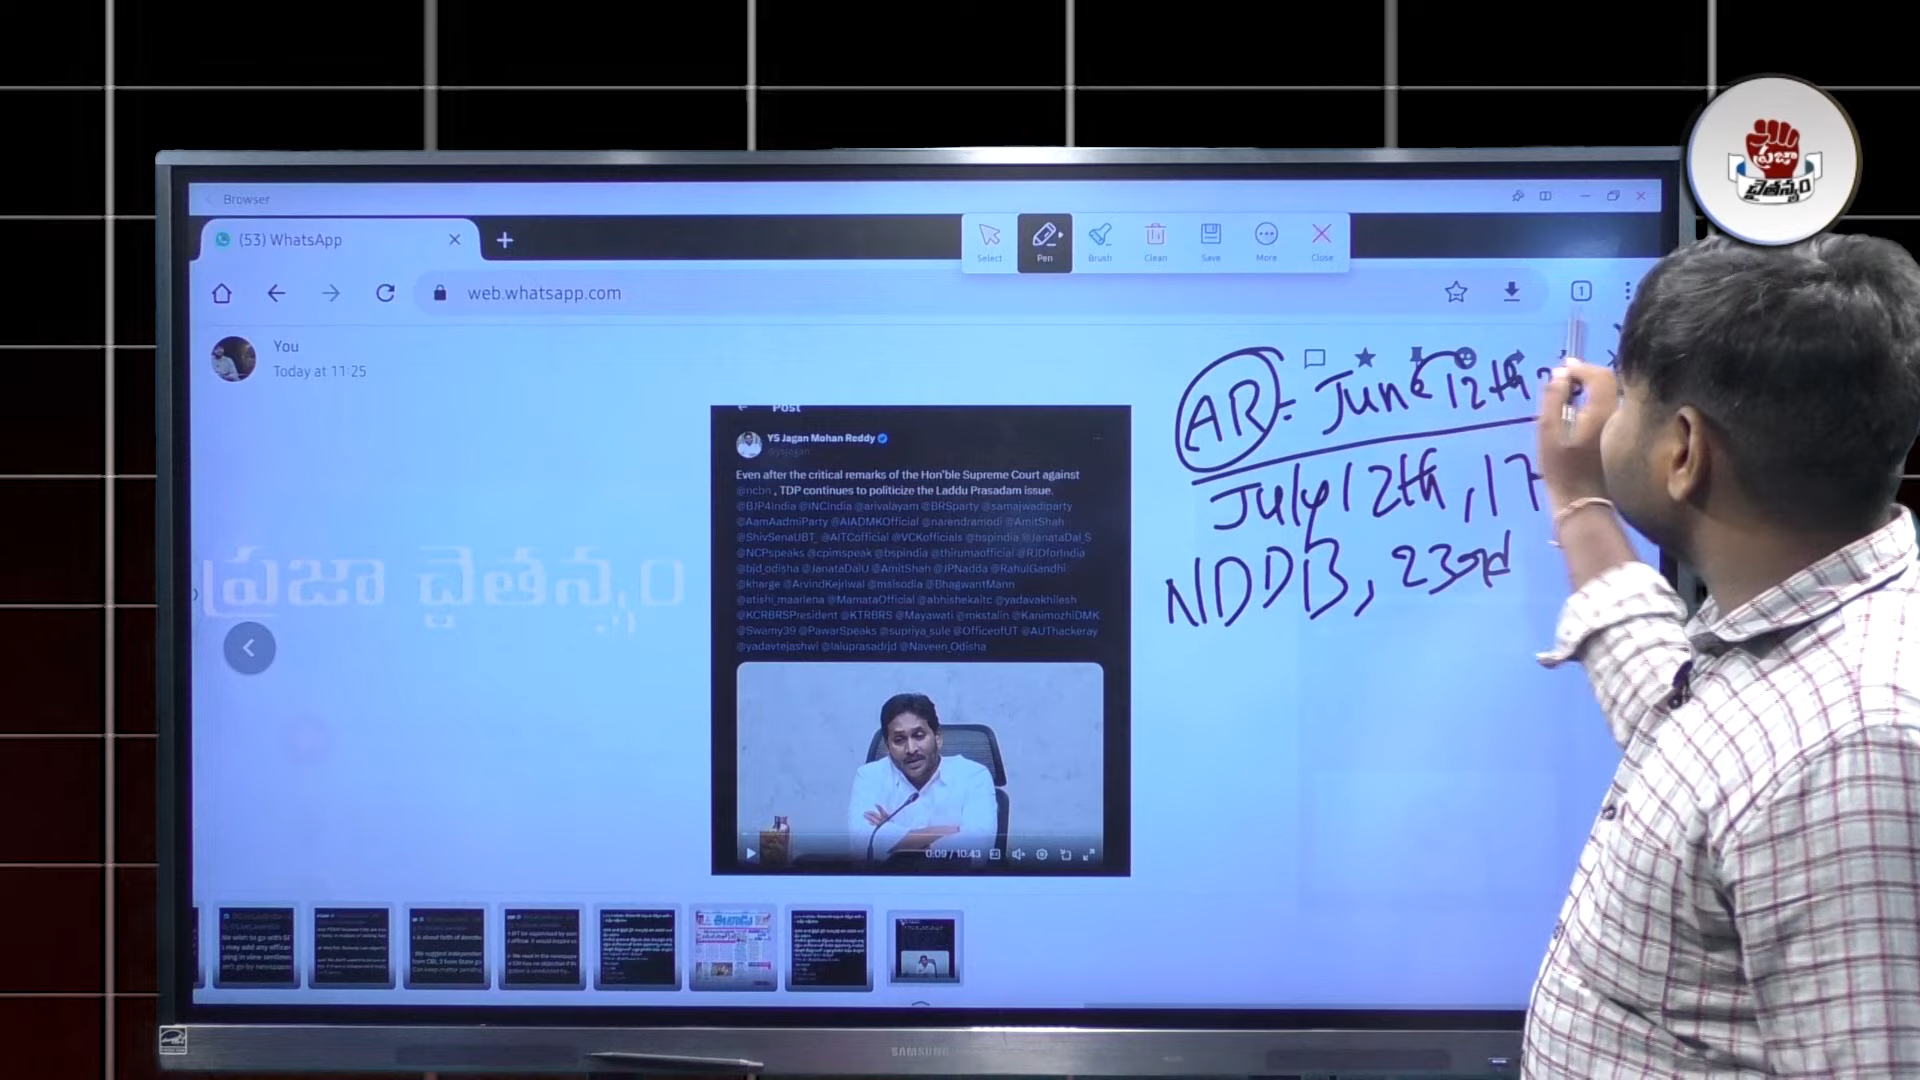 ప్రజా
చైతన్యం
Browser
(53) WhatsApp
Select
Pen
Brush
Clean
Save
More
Close
web.whatsapp.com
1
You
Today at 11:25
AR - June 12th
July 12th, 17
NDDB, 23rd
ప్రజా చైతన్యం
Post
YS Jagan Mohan Reddy
@ysjagan
Even after the critical remarks of the Hon'ble Supreme Court against
@ncbn , TDP continues to politicize the Laddu Prasadam issue.
@BJP4India @INCIndia @arivalayam @BRSparty @samajwadiparty
@AamAadmiParty @AIADMKOfficial @narendramodi @AmitShah
@ShivSenaUBT_ @AITCofficial @VCKofficials @bspindia @JanataDal_S
@NCPspeaks @cpimspeak @bspindia @thirumaofficial @RJDforIndia
@bjd_odisha @JanataDalU @AmitShah @JPNadda @RahulGandhi
@kharge @ArvindKejriwal @msisodia @BhagwantMann
@atishi_maarlena @MamataOfficial @abhishekaitc @yadavakhilesh
@KCRBRSPresident @KTRBRS @Mayawati @mkstalin @KanimozhiDMK
@Swamy39 @PawarSpeaks @supriya_sule @OfficeofUT @AUThackeray
@yadavtejashwi @laluprasadrjd @Naveen_Odisha
0:09 / 10:43
SAMSUNG